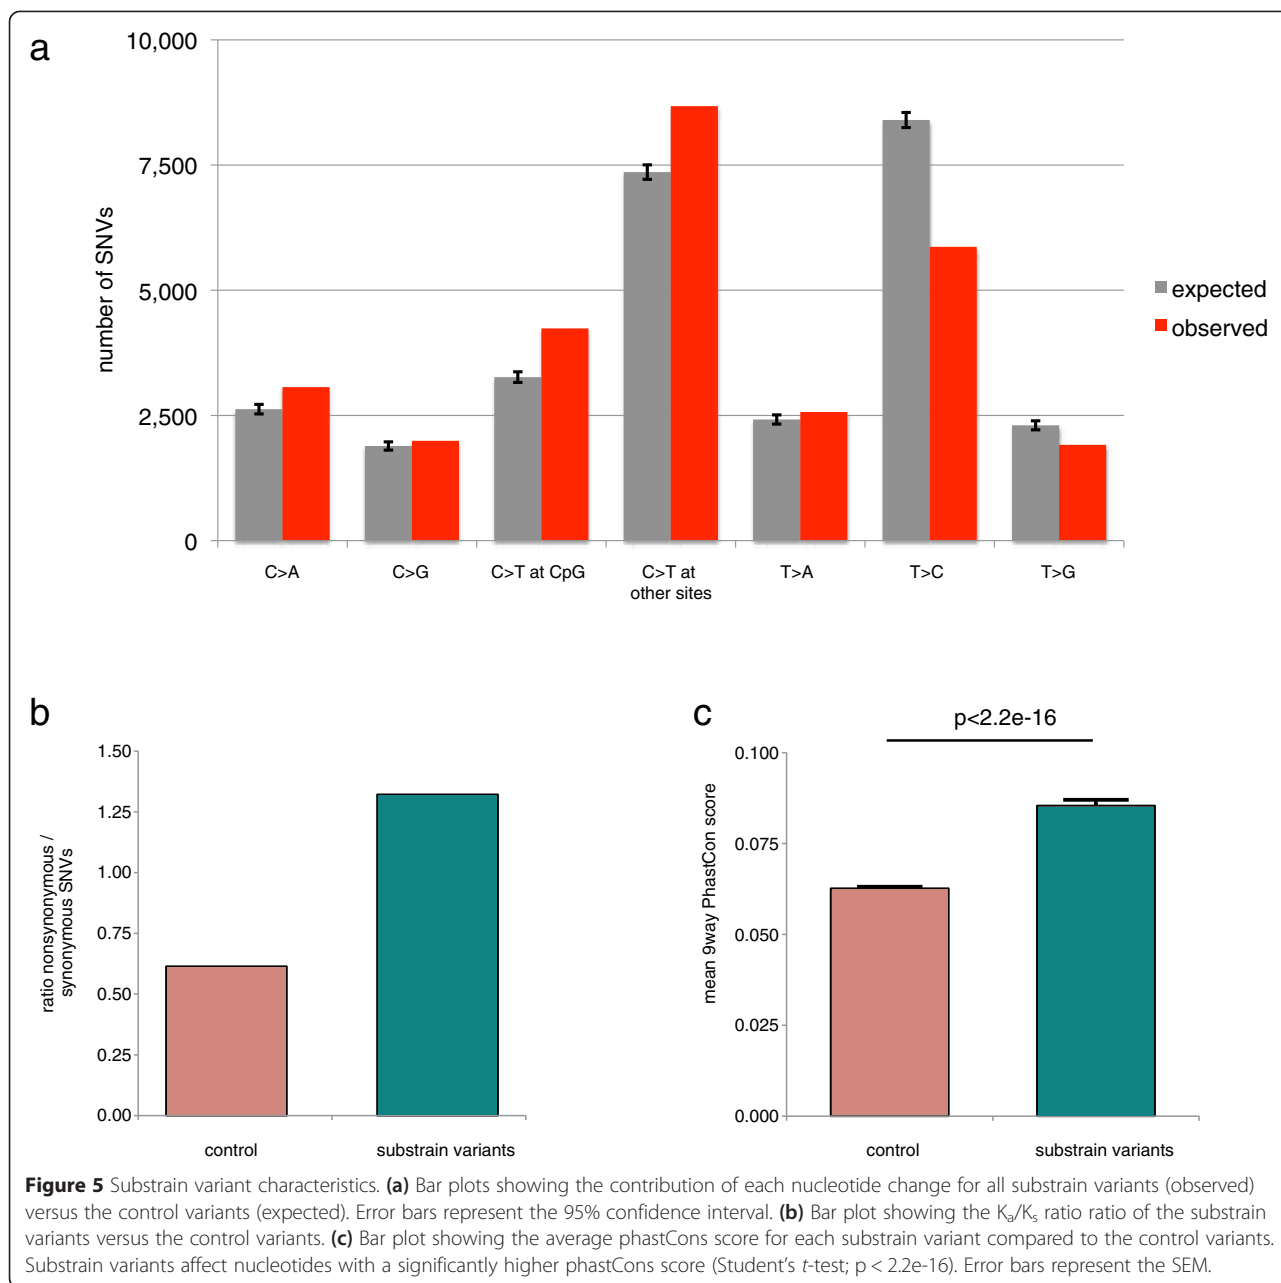 a
10,000
7,500
5,000
2,500
0
number of SNVs
C>A
C>G
C>T at CpG
C>T at
other sites
T>A
T>C
T>G
expected
observed
b
1.50
1.25
1.00
0.75
0.50
0.25
0.00
ratio nonsynonymous /
synonymous SNVs
control
substrain variants
c
p<2.2e-16
0.100
0.075
0.050
0.025
0.000
mean 9way PhastCon score
control
substrain variants
Figure 5 Substrain variant characteristics. (a) Bar plots showing the contribution of each nucleotide change for all substrain variants (observed)
versus the control variants (expected). Error bars represent the 95% confidence interval. (b) Bar plot showing the Ka/Ks ratio ratio of the substrain
variants versus the control variants. (c) Bar plot showing the average phastCons score for each substrain variant compared to the control variants.
Substrain variants affect nucleotides with a significantly higher phastCons score (Student's t-test; p < 2.2e-16). Error bars represent the SEM.